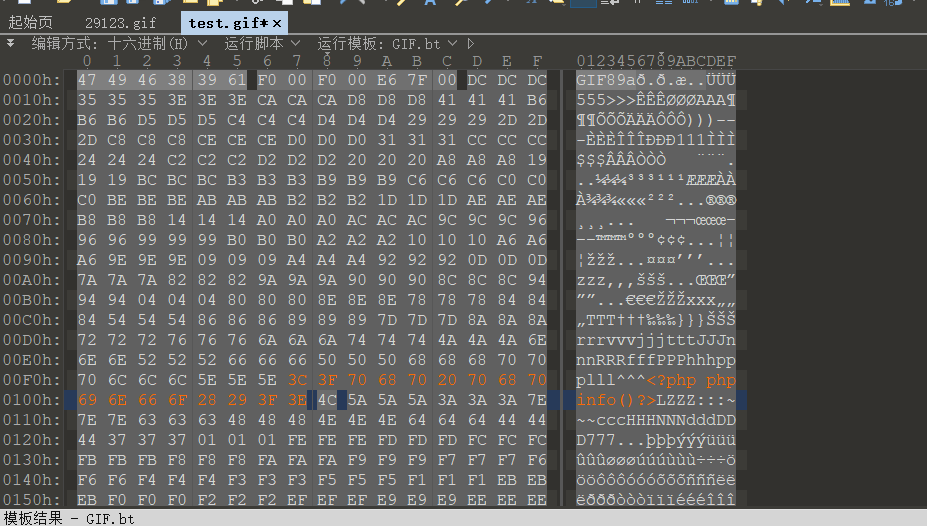 起始页 29123.gif test.gif* ×
编辑方式: 十六进制(H) 运行脚本 运行模板: GIF.bt
0 1 2 3 4 5 6 7 8 9 A B C D E F 0123456789ABCDEF
0000h: 47 49 46 38 39 61 F0 00 F0 00 E6 7F 00 DC DC DC GIF89að.ð.æ..ÜÜÜ
0010h: 35 35 35 3E 3E 3E CA CA CA D8 D8 D8 41 41 41 B6 555>>>ÊÊÊØØØAAA¶
0020h: B6 B6 D5 D5 D5 C4 C4 C4 D4 D4 D4 29 29 29 2D 2D ¶¶ÕÕÕÄÄÄÔÔÔ)))--
0030h: 2D C8 C8 C8 CE CE CE D0 D0 D0 31 31 31 CC CC CC -ÈÈÈÎÎÎÐÐÐ111ÌÌÌ
0040h: 24 24 24 C2 C2 C2 D2 D2 D2 20 20 20 A8 A8 A8 19 $$$ÂÂÂÒÒÒ   ¨¨¨.
0050h: 19 19 BC BC BC B3 B3 B3 B9 B9 B9 C6 C6 C6 C0 C0 ..¼¼¼³³³¹¹¹ÆÆÆÀÀ
0060h: C0 BE BE BE AB AB AB B2 B2 B2 1D 1D 1D AE AE AE À¾¾¾«««²²²...®®®
0070h: B8 B8 B8 14 14 14 A0 A0 A0 AC AC AC 9C 9C 9C 96 ¸¸¸...   ¬¬¬œœœ–
0080h: 96 96 99 99 99 B0 B0 B0 A2 A2 A2 10 10 10 A6 A6 ––™™™°°°¢¢¢...¦¦
0090h: A6 9E 9E 9E 09 09 09 A4 A4 A4 92 92 92 0D 0D 0D ¦žžž...¤¤¤’’’...
00A0h: 7A 7A 7A 82 82 82 9A 9A 9A 90 90 90 8C 8C 8C 94 zzz‚‚‚ššš...ŒŒŒ”
00B0h: 94 94 04 04 04 80 80 80 8E 8E 8E 78 78 78 84 84 ””...€€€ŽŽŽxxx„„
00C0h: 84 54 54 54 86 86 86 89 89 89 7D 7D 7D 8A 8A 8A „TTT†††‰‰‰}}}ŠŠŠ
00D0h: 72 72 72 76 76 76 6A 6A 6A 74 74 74 4A 4A 4A 6E rrrvvvjjjtttJJJn
00E0h: 6E 6E 52 52 52 66 66 66 50 50 50 68 68 68 70 70 nnRRRfffPPPhhhpp
00F0h: 70 6C 6C 6C 5E 5E 5E 3C 3F 70 68 70 20 70 68 70 plll^^^<?php php
0100h: 69 6E 66 6F 28 29 3F 3E 4C 5A 5A 5A 3A 3A 3A 7E info()?>LZZZ:::~
0110h: 7E 7E 63 63 63 48 48 48 4E 4E 4E 64 64 64 44 44 ~~cccHHHNNNdddDD
0120h: 44 37 37 37 01 01 01 FE FE FE FD FD FD FC FC FC D777...þþþýýýüüü
0130h: FB FB FB F8 F8 F8 FA FA FA F9 F9 F9 F7 F7 F7 F6 ûûûøøøúúúùùù÷÷÷ö
0140h: F6 F6 F4 F4 F4 F3 F3 F3 F5 F5 F5 F1 F1 F1 EB EB ööôôôóóóõõõñññëë
0150h: EB F0 F0 F0 F2 F2 F2 EF EF EF E9 E9 E9 EE EE EE ëðððòòòïïïéééîîî
模板结果 - GIF.bt